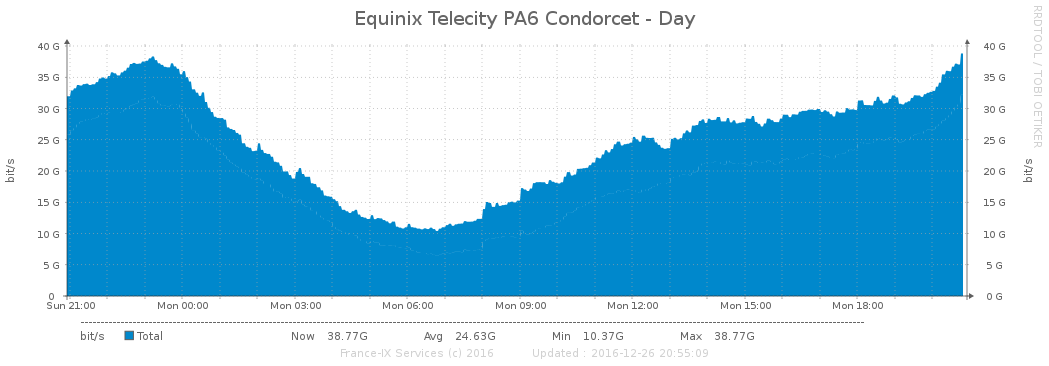 Equinix Telecity PA6 Condorcet - Day
RRDTOOL / TOBI OETIKER
40 G 40 G
35 G 35 G
30 G 30 G
25 G 25 G
20 G 20 G
15 G 15 G
10 G 10 G
5 G 5 G
0 0 G
bit/s bit/s
Sun 21:00 Mon 00:00 Mon 03:00 Mon 06:00 Mon 09:00 Mon 12:00 Mon 15:00 Mon 18:00
bit/s Total Now 38.77G Avg 24.63G Min 10.37G Max 38.77G
France-IX Services (c) 2016 Updated : 2016-12-26 20:55:09